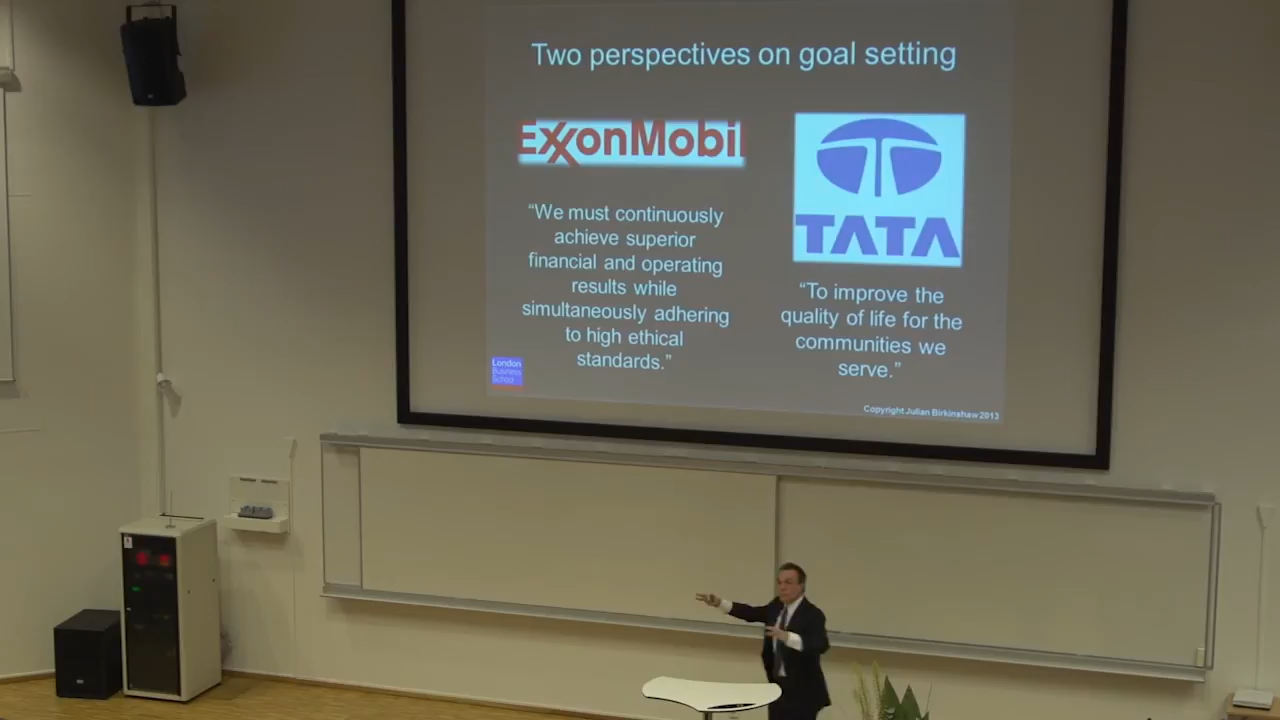 Two perspectives on goal setting
ExxonMobil
"We must continuously
achieve superior
financial and operating
results while
simultaneously adhering
to high ethical
standards."
TATA
"To improve the
quality of life for the
communities we
serve."
London
Business
School
Copyright Julian Birkinshaw 2013